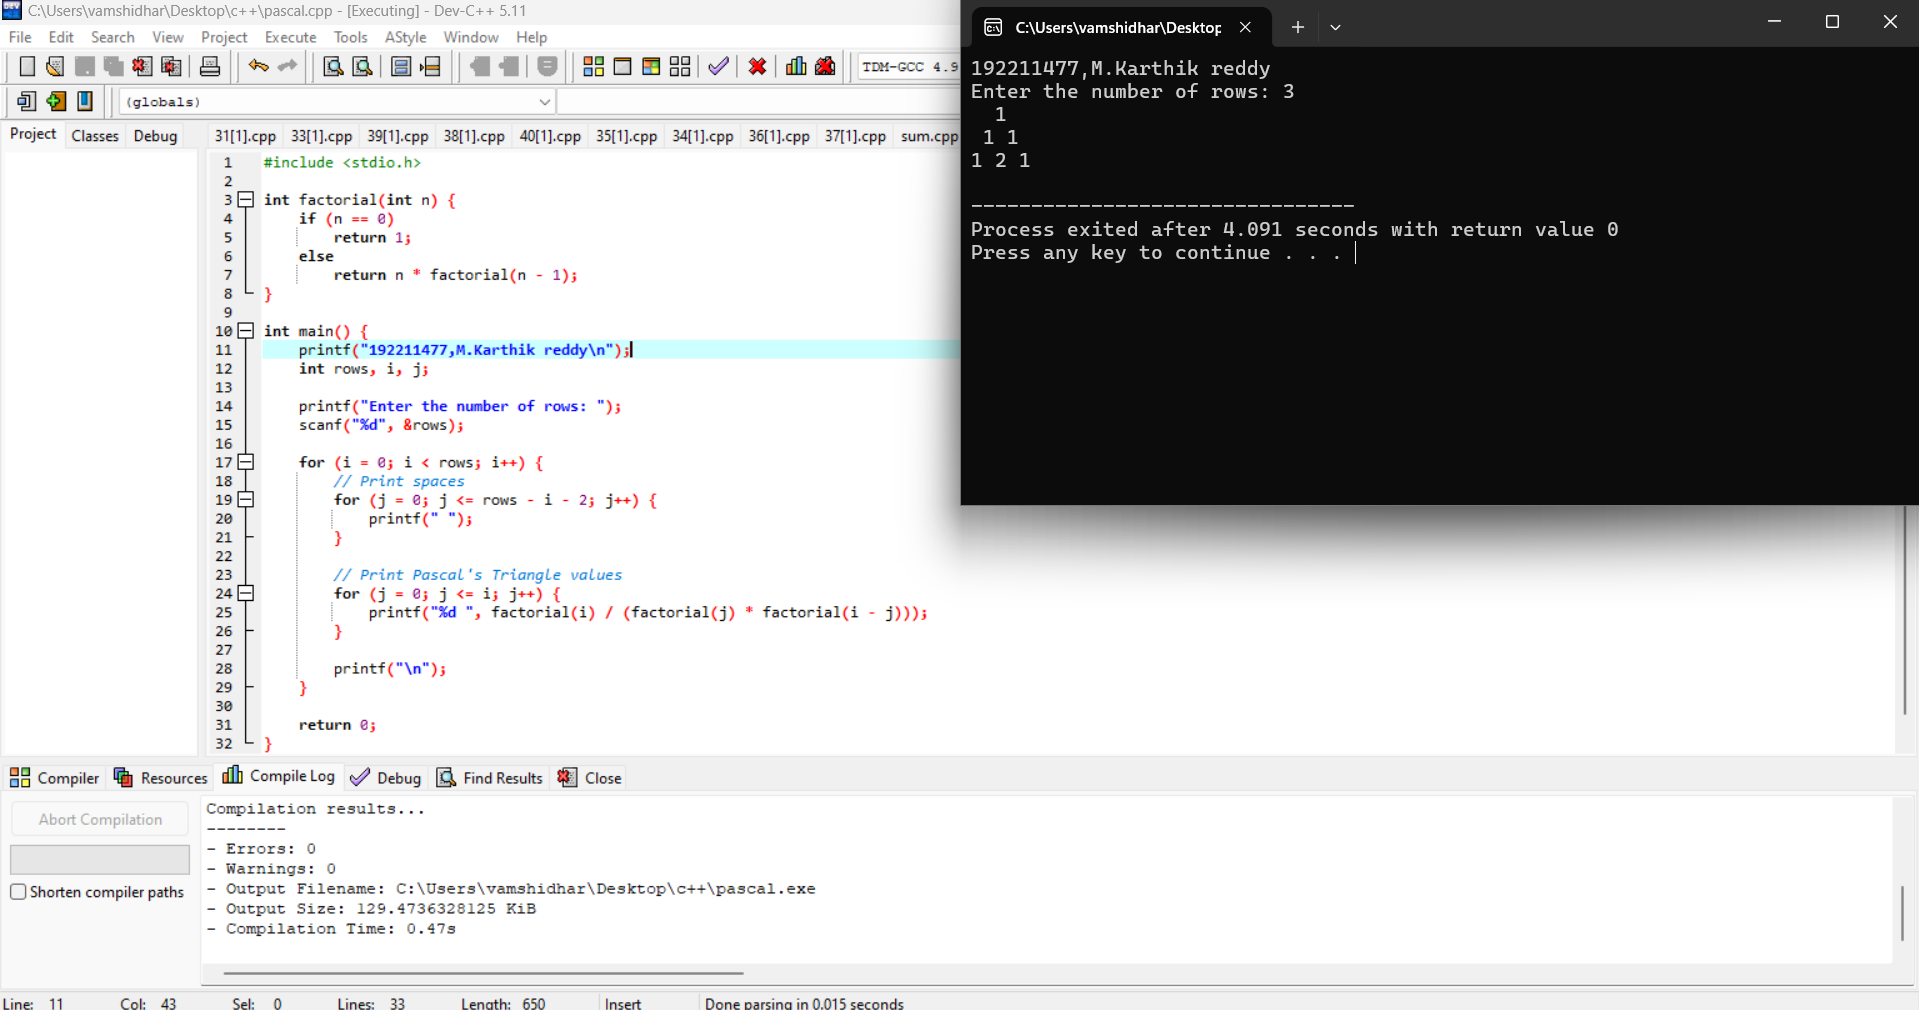 C:\Users\vamshidhar\Desktop\c++\pascal.cpp - [Executing] - Dev-C++ 5.11
File Edit Search View Project Execute Tools AStyle Window Help
TDM-GCC 4.9
(globals)
Project Classes Debug
31[1].cpp 33[1].cpp 39[1].cpp 38[1].cpp 40[1].cpp 35[1].cpp 34[1].cpp 36[1].cpp 37[1].cpp sum.cpp
1 #include <stdio.h>
2
3 int factorial(int n) {
4 if (n == 0)
5 return 1;
6 else
7 return n * factorial(n - 1);
8 }
9
10 int main() {
11 printf("192211477,M.Karthik reddy\n");
12 int rows, i, j;
13
14 printf("Enter the number of rows: ");
15 scanf("%d", &rows);
16
17 for (i = 0; i < rows; i++) {
18 // Print spaces
19 for (j = 0; j <= rows - i - 2; j++) {
20 printf(" ");
21 }
22
23 // Print Pascal's Triangle values
24 for (j = 0; j <= i; j++) {
25 printf("%d ", factorial(i) / (factorial(j) * factorial(i - j)));
26 }
27
28 printf("\n");
29 }
30
31 return 0;
32 }
C:\Users\vamshidhar\Desktop
192211477,M.Karthik reddy
Enter the number of rows: 3
1
1 1
1 2 1
--------------------------------
Process exited after 4.091 seconds with return value 0
Press any key to continue . . .
Compiler Resources Compile Log Debug Find Results Close
Abort Compilation
Shorten compiler paths
Compilation results...
--------
- Errors: 0
- Warnings: 0
- Output Filename: C:\Users\vamshidhar\Desktop\c++\pascal.exe
- Output Size: 129.4736328125 KiB
- Compilation Time: 0.47s
Line: 11 Col: 43 Sel: 0 Lines: 33 Length: 650 Insert Done parsing in 0.015 seconds